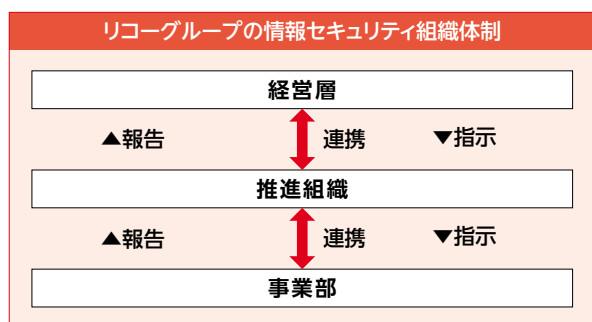 リコーグループの情報セキュリティ組織体制
経営層
▲報告 連携 ▼指示
推進組織
▲報告 連携 ▼指示
事業部